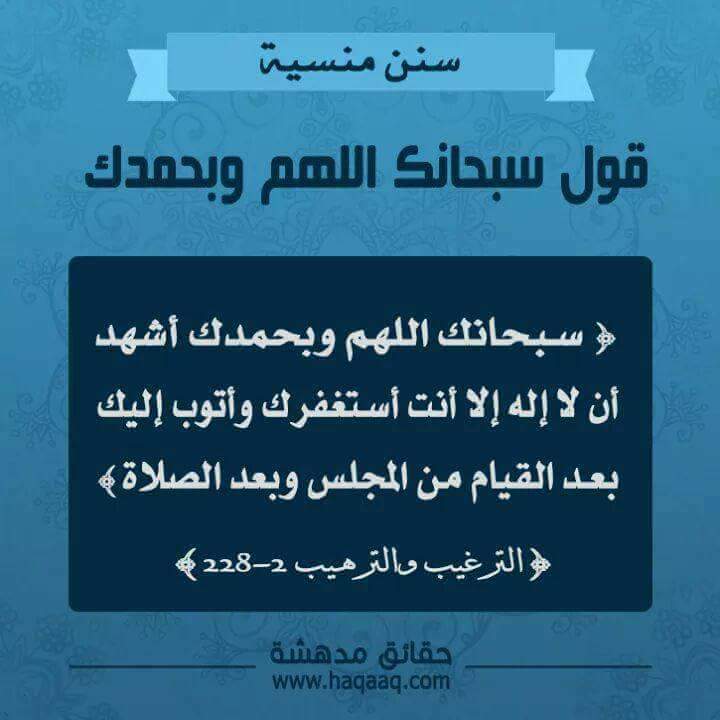 سنن منسية
قول سبحانك اللهم وبحمدك
﴿ سبحانك اللهم وبحمدك أشهد
أن لا إله إلا أنت أستغفرك وأتوب إليك
بعد القيام من المجلس وبعد الصلاة ﴾
﴿ الترغيب والترهيب 2-228 ﴾
حقائق مدهشة
www.haqaaq.com